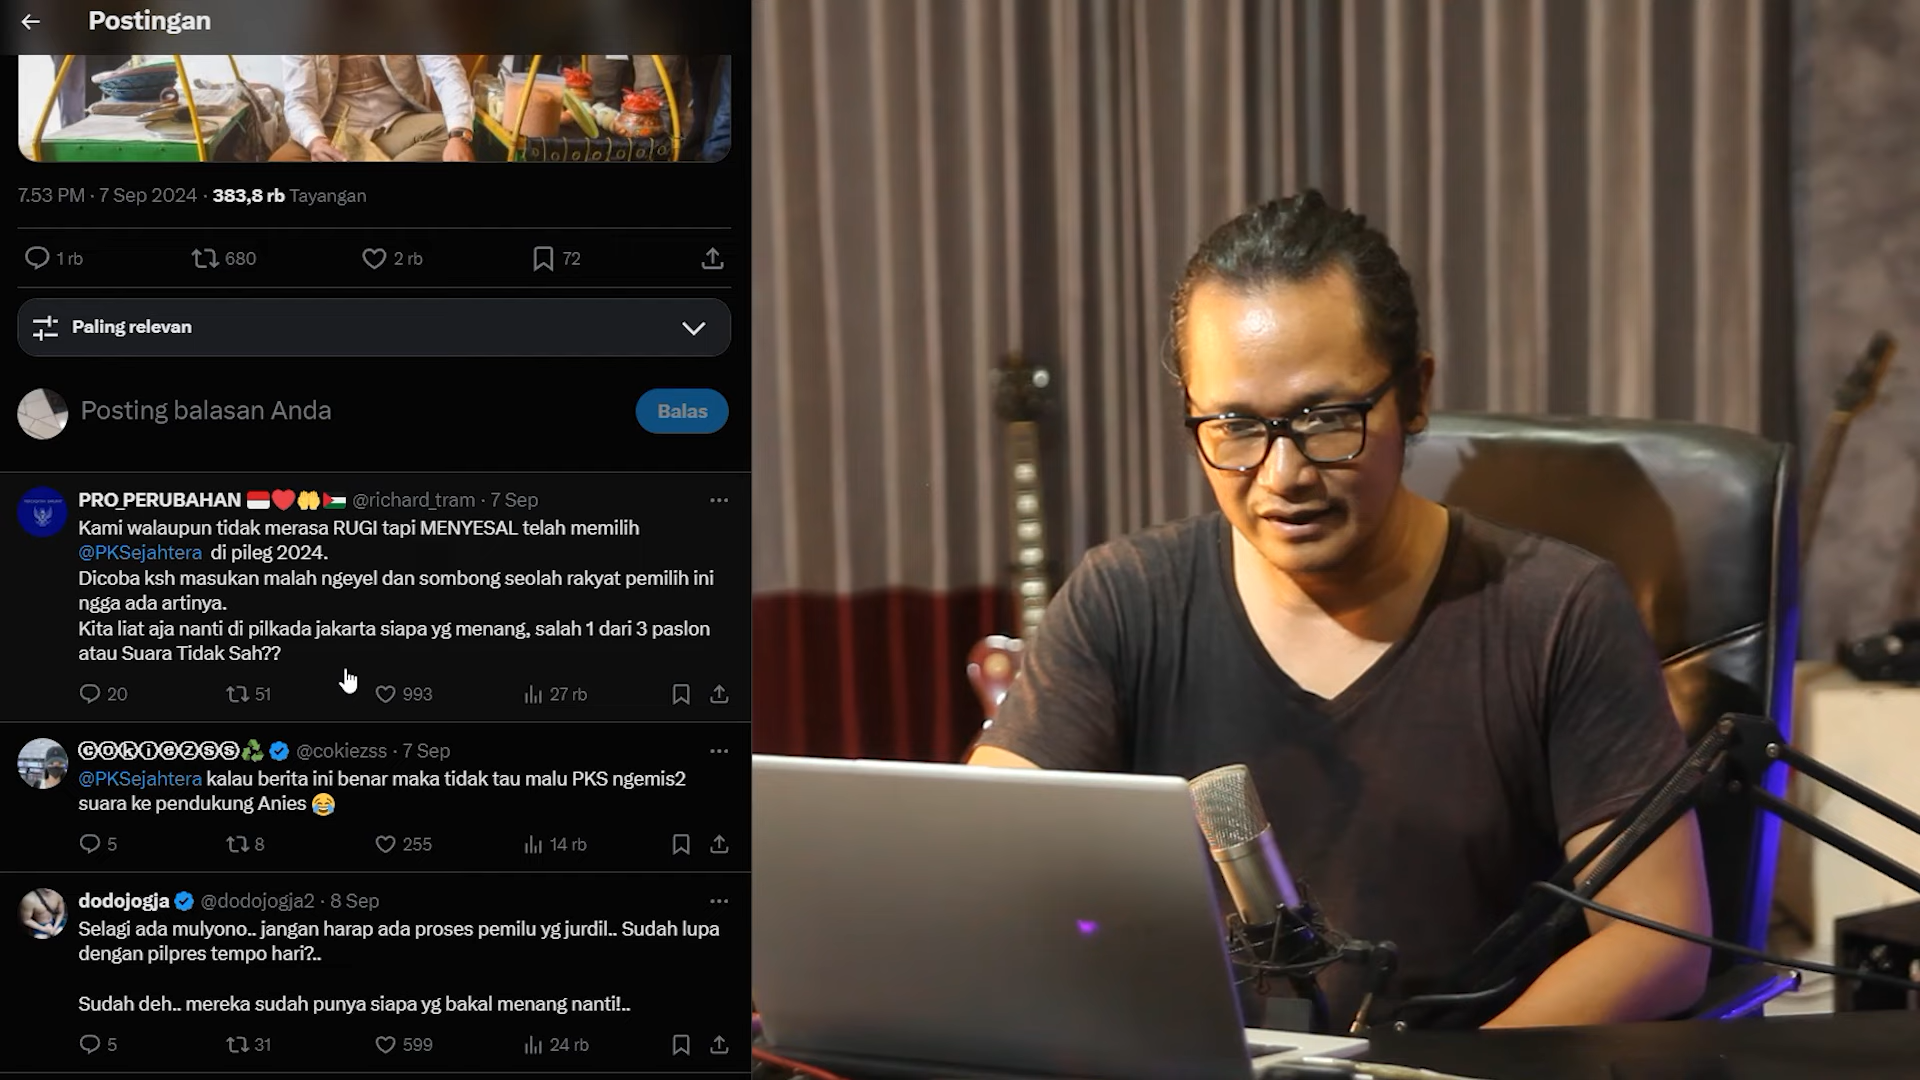 Postingan
7.53 PM · 7 Sep 2024 · 383,8 rb Tayangan
1 rb 680 2 rb 72
Paling relevan
Posting balasan Anda
Balas
PRO_PERUBAHAN 🇮🇩❤️🤲🇵🇸 @richard_tram · 7 Sep
Kami walaupun tidak merasa RUGI tapi MENYESAL telah memilih
@PKSejahtera di pileg 2024.
Dicoba ksh masukan malah ngeyel dan sombong seolah rakyat pemilih ini
ngga ada artinya.
Kita liat aja nanti di pilkada jakarta siapa yg menang, salah 1 dari 3 paslon
atau Suara Tidak Sah??
20 51 993 27 rb
ⓒⓞⓚⓘⓔⓩⓢⓢ♻️ @cokiezss · 7 Sep
@PKSejahtera kalau berita ini benar maka tidak tau malu PKS ngemis2
suara ke pendukung Anies 😂
5 8 255 14 rb
dodojogja @dodojogja2 · 8 Sep
Selagi ada mulyono.. jangan harap ada proses pemilu yg jurdil.. Sudah lupa
dengan pilpres tempo hari?..
Sudah deh.. mereka sudah punya siapa yg bakal menang nanti!..
5 31 599 24 rb